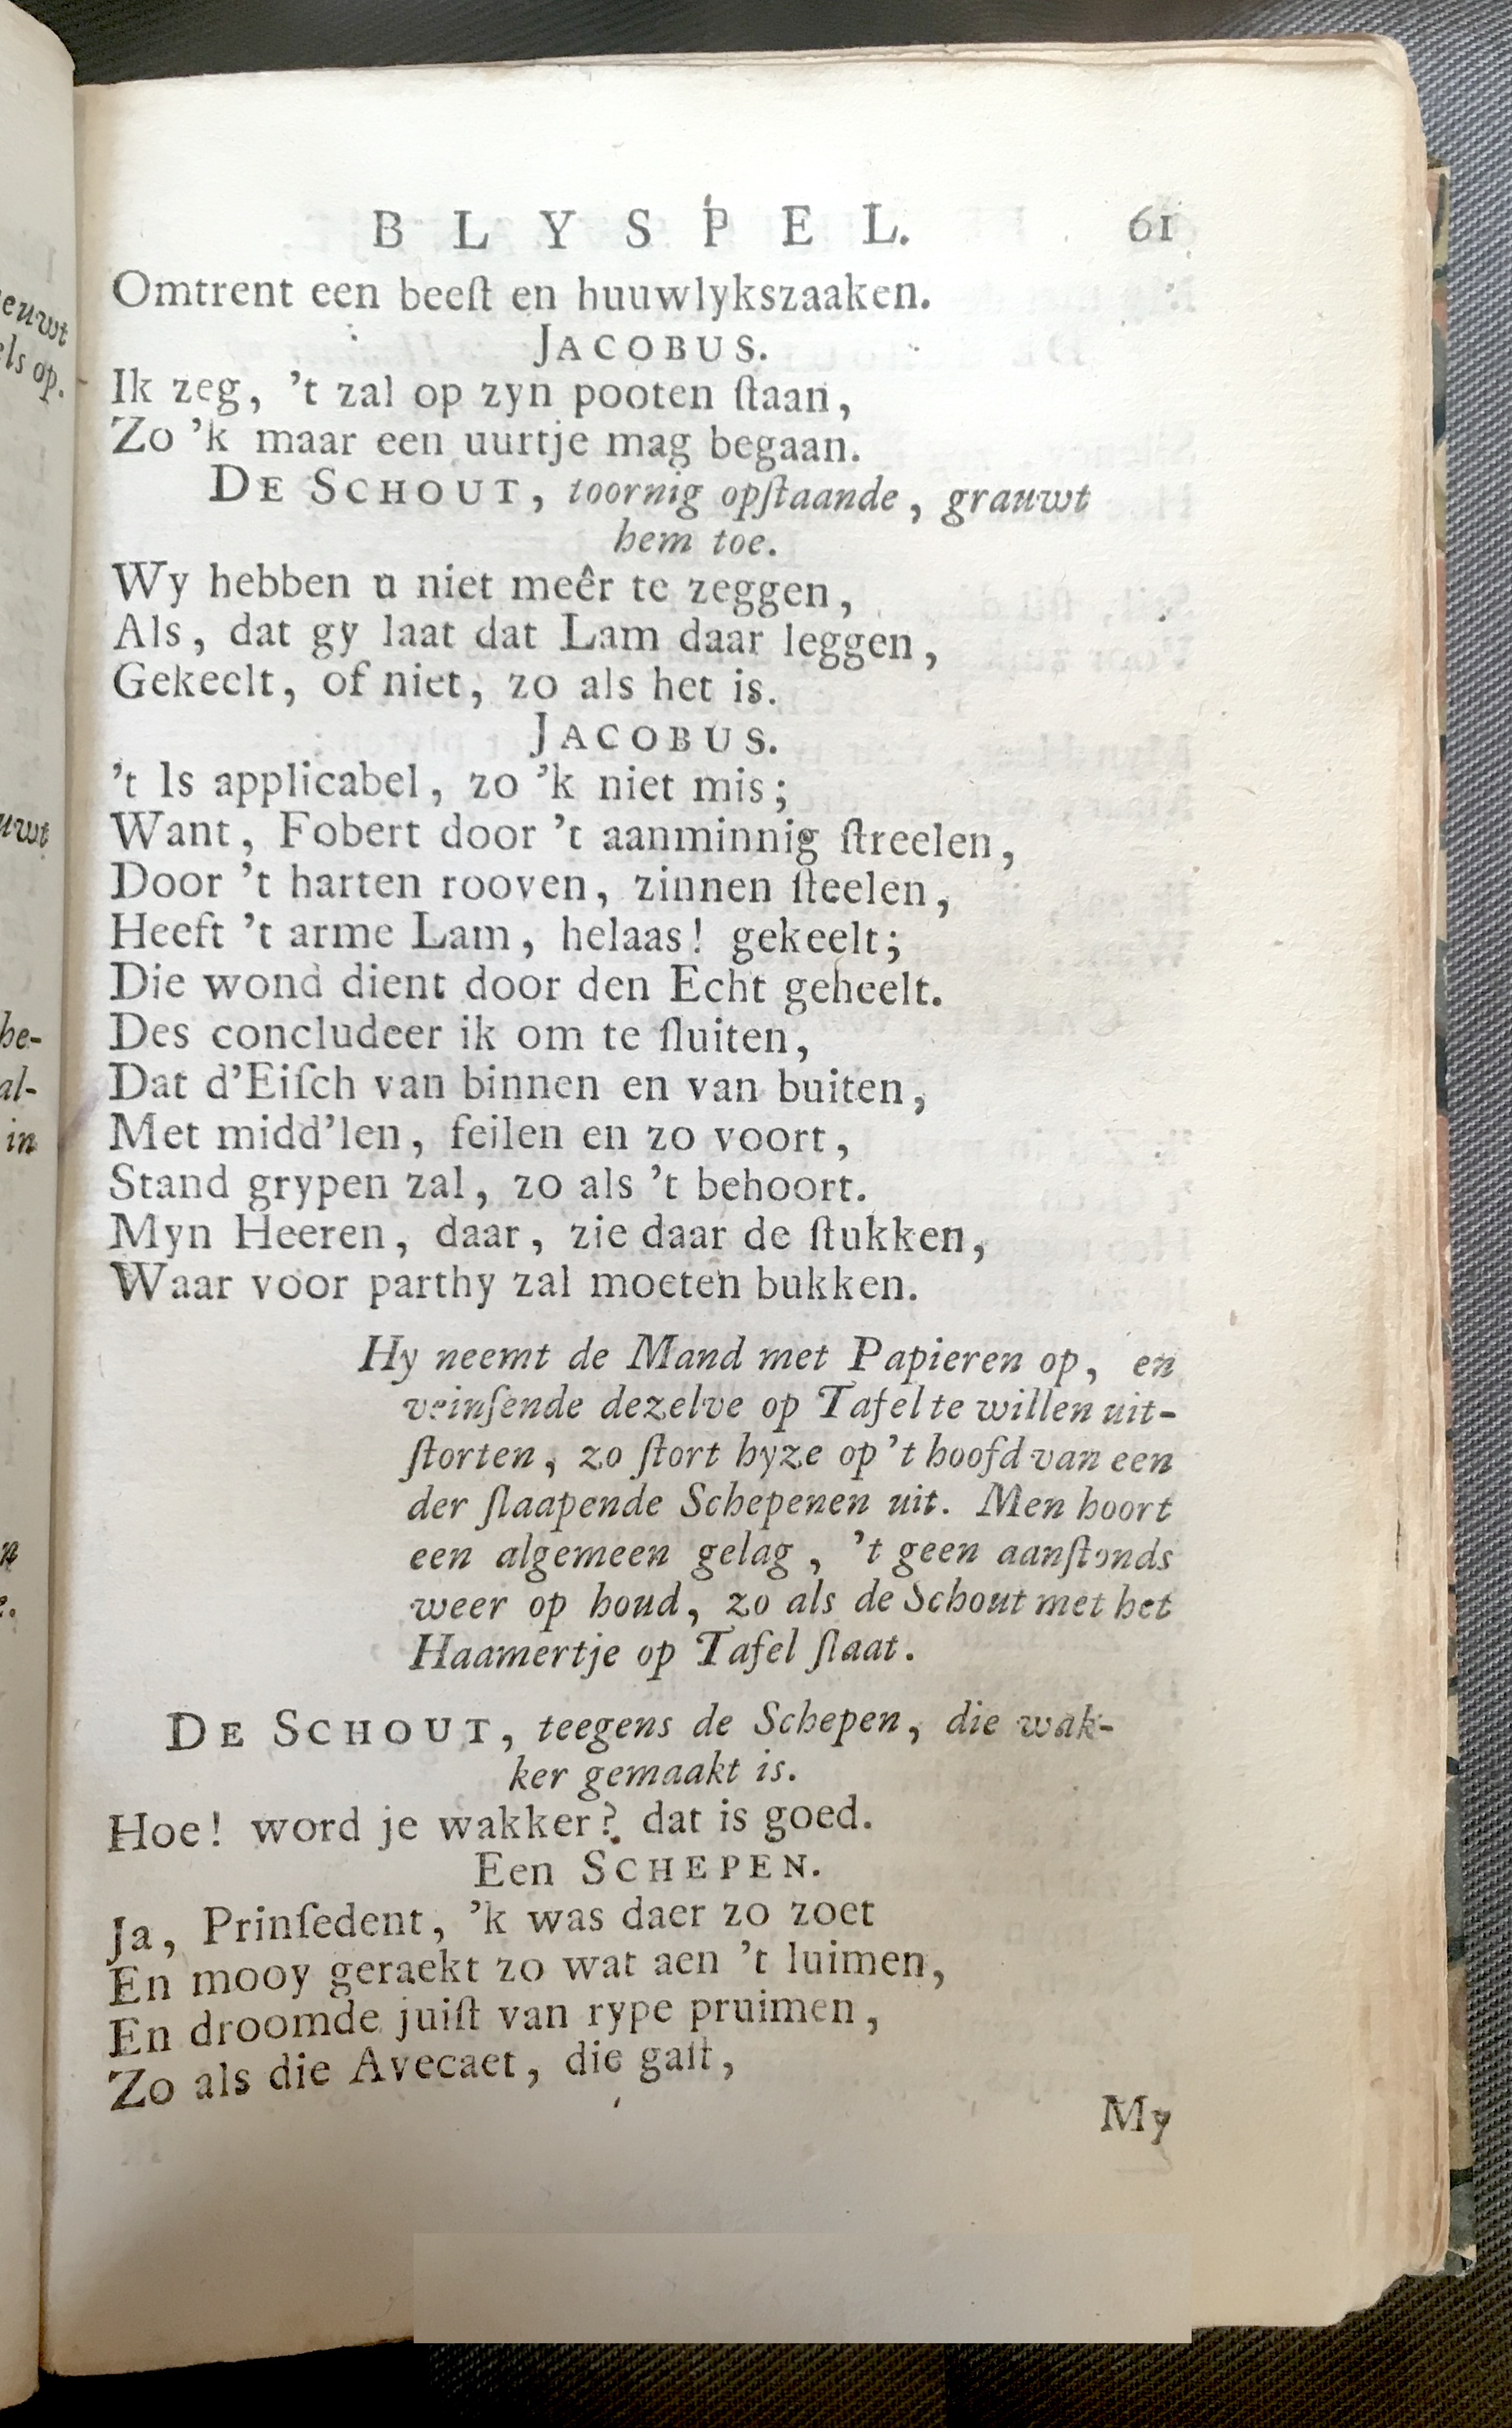 BLYSPEL. 61
Omtrent een beeſt en huuwlykszaaken.
JACOBUS.
Ik zeg, 't zal op zyn pooten ſtaan,
Zo 'k maar een uurtje mag begaan.
DE SCHOUT, toornig opſtaande, grauwt
hem toe.
Wy hebben u niet meêr te zeggen,
Als, dat gy laat dat Lam daar leggen,
Gekeelt, of niet, zo als het is.
JACOBUS.
't Is applicabel, zo 'k niet mis;
Want, Fobert door 't aanminnig ſtreelen,
Door 't harten rooven, zinnen ſteelen,
Heeft 't arme Lam, helaas! gekeelt;
Die wond dient door den Echt geheelt.
Des concludeer ik om te ſluiten,
Dat d'Eiſch van binnen en van buiten,
Met midd'len, feilen en zo voort,
Stand grypen zal, zo als 't behoort.
Myn Heeren, daar, zie daar de ſtukken,
Waar voor parthy zal moeten bukken.
Hy neemt de Mand met Papieren op, en
veinſende dezelve op Tafel te willen uit-
ſtorten, zo ſtort hyze op 't hoofd van een
der ſlaapende Schepenen uit. Men hoort
een algemeen gelag, 't geen aanſtonds
weer op houd, zo als de Schout met het
Haamertje op Tafel ſlaat.
DE SCHOUT, teegens de Schepen, die wak-
ker gemaakt is.
Hoe! word je wakker? dat is goed.
Een SCHEPEN.
Ja, Prinſedent, 'k was daer zo zoet
En mooy geraekt zo wat aen 't luimen,
En droomde juiſt van rype pruimen,
Zo als die Avecaet, die gait,
My